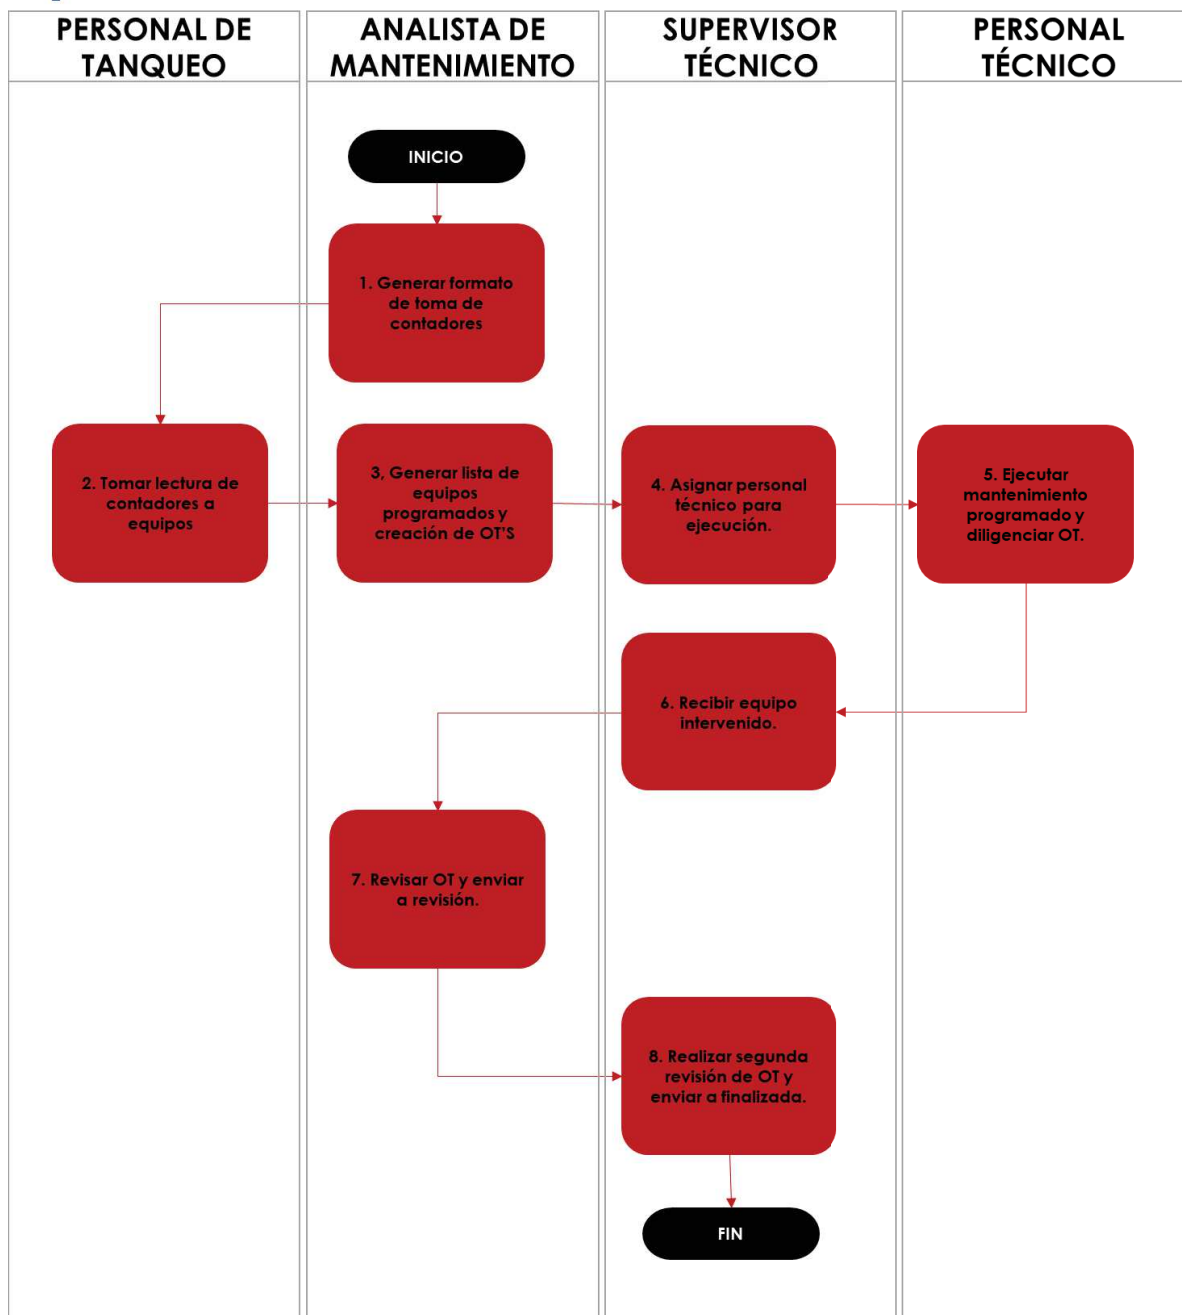 PERSONAL DE
TANQUEO
ANALISTA DE
MANTENIMIENTO
SUPERVISOR
TÉCNICO
PERSONAL
TÉCNICO
INICIO
1. Generar formato
de toma de
contadores
2. Tomar lectura de
contadores a
equipos
3, Generar lista de
equipos
programados y
creación de OT'S
4. Asignar personal
técnico para
ejecución.
5. Ejecutar
mantenimiento
programado y
diligenciar OT.
6. Recibir equipo
intervenido.
7. Revisar OT y enviar
a revisión.
8. Realizar segunda
revisión de OT y
enviar a finalizada.
FIN